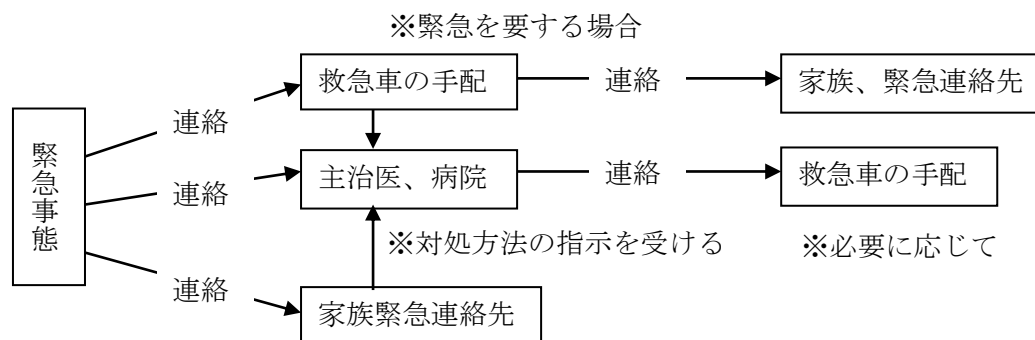 ※緊急を要する場合
救急車の手配
連絡
家族、緊急連絡先
連絡
緊急事態
主治医、病院
連絡
救急車の手配
連絡
※対処方法の指示を受ける
※必要に応じて
連絡
家族緊急連絡先